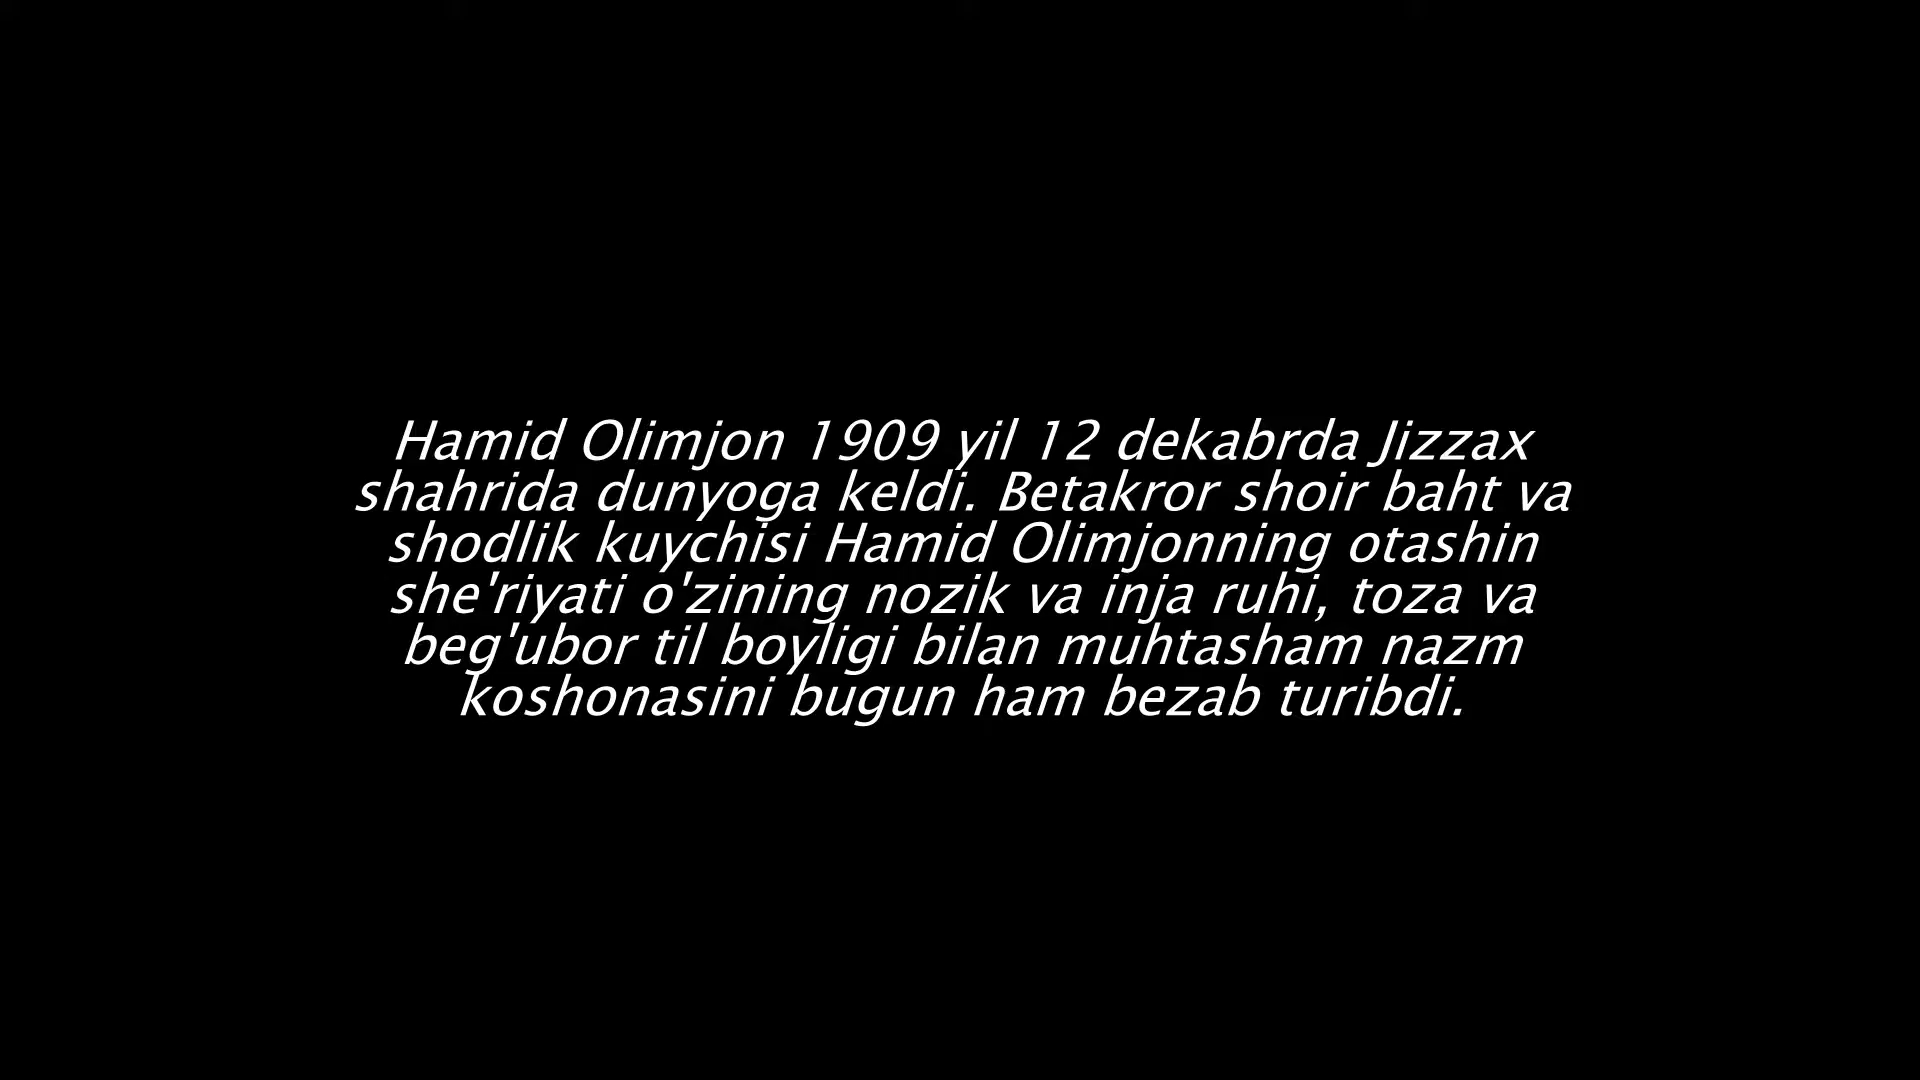 Hamid Olimjon 1909 yil 12 dekabrda Jizzax
shahrida dunyoga keldi. Betakror shoir baht va
shodlik kuychisi Hamid Olimjonning otashin
she'riyati o'zining nozik va inja ruhi, toza va
beg'ubor til boyligi bilan muhtasham nazm
koshonasini bugun ham bezab turibdi.